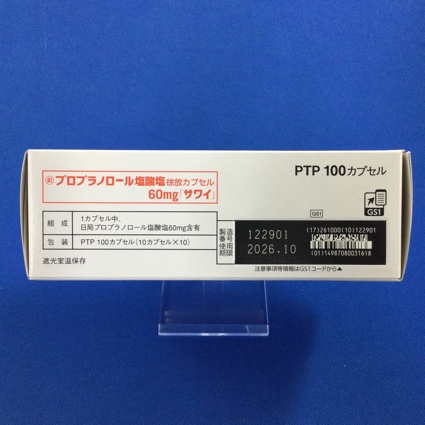 劇 プロプラノロール塩酸塩徐放カプセル
60mg「サワイ」
組成 1カプセル中、
日局プロプラノロール塩酸塩60mg含有
包装 PTP 100カプセル(10カプセル×10)
遮光室温保存
PTP 100カプセル
GS1
GS1
製造番号 122901
使用期限 2026.10
(17)261000(10)122901
(01)14987080031618
注意事項等情報はGS1コードから▲